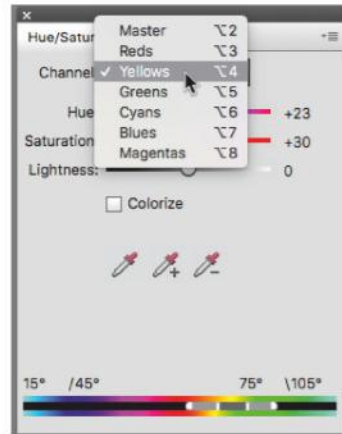 Hue/Satur
Master ⌥2
Reds ⌥3
Channel ✓ Yellows ⌥4
Greens ⌥5
Hue Cyans ⌥6 +23
Saturation Blues ⌥7 +30
Magentas ⌥8
Lightness: 0
Colorize
15° /45° 75° \105°